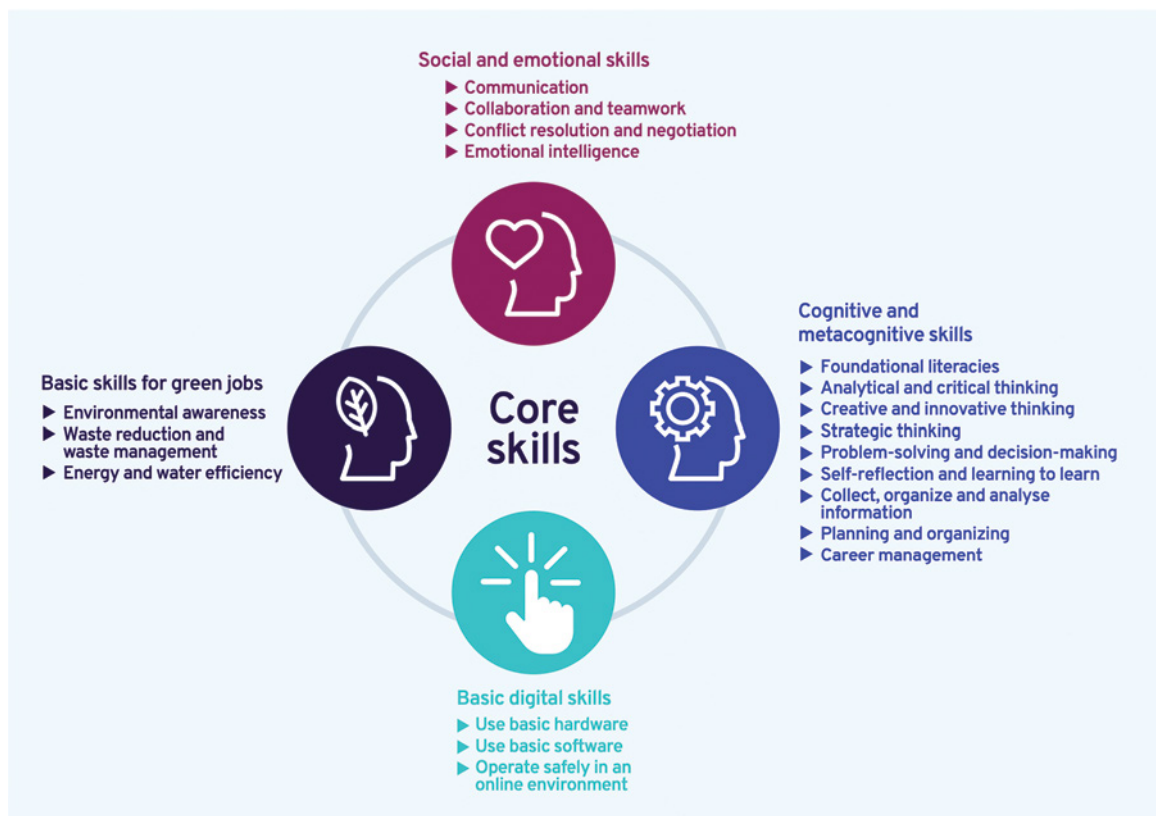 Social and emotional skills
▶ Communication
▶ Collaboration and teamwork
▶ Conflict resolution and negotiation
▶ Emotional intelligence
Cognitive and
metacognitive skills
▶ Foundational literacies
▶ Analytical and critical thinking
▶ Creative and innovative thinking
▶ Strategic thinking
▶ Problem-solving and decision-making
▶ Self-reflection and learning to learn
▶ Collect, organize and analyse
information
▶ Planning and organizing
▶ Career management
Basic skills for green jobs
▶ Environmental awareness
▶ Waste reduction and
waste management
▶ Energy and water efficiency
Core
skills
Basic digital skills
▶ Use basic hardware
▶ Use basic software
▶ Operate safely in an
online environment